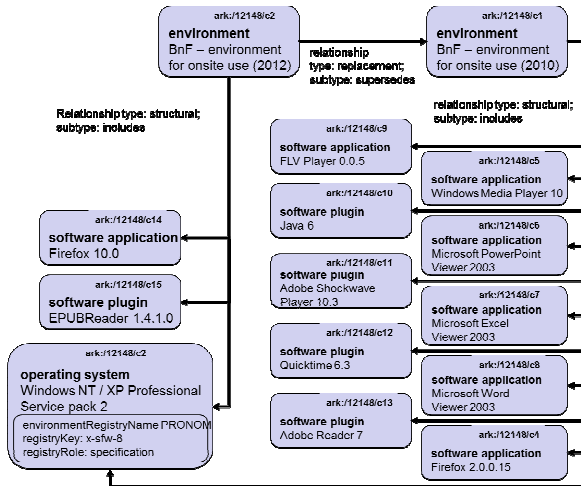 ark:/12148/c2
environment
BnF – environment
for onsite use (2012)
relationship
type: replacement;
subtype: supersedes
ark:/12148/c1
environment
BnF – environment
for onsite use (2010)
Relationship type: structural;
subtype: includes
relationship type: structural;
subtype: includes
ark:/12148/c9
software application
FLV Player 0.0.5
ark:/12148/c5
software application
Windows Media Player 10
ark:/12148/c10
software plugin
Java 6
ark:/12148/c6
software application
Microsoft PowerPoint
Viewer 2003
ark:/12148/c14
software application
Firefox 10.0
ark:/12148/c11
software plugin
Adobe Shockwave
Player 10.3
ark:/12148/c15
software plugin
EPUBReader 1.4.1.0
ark:/12148/c7
software application
Microsoft Excel
Viewer 2003
ark:/12148/c12
software plugin
Quicktime 6.3
ark:/12148/c2
operating system
Windows NT / XP Professional
Service pack 2
environmentRegistryName PRONOM
registryKey: x-sfw-8
registryRole: specification
ark:/12148/c8
software application
Microsoft Word
Viewer 2003
ark:/12148/c13
software plugin
Adobe Reader 7
ark:/12148/c4
software application
Firefox 2.0.0.15